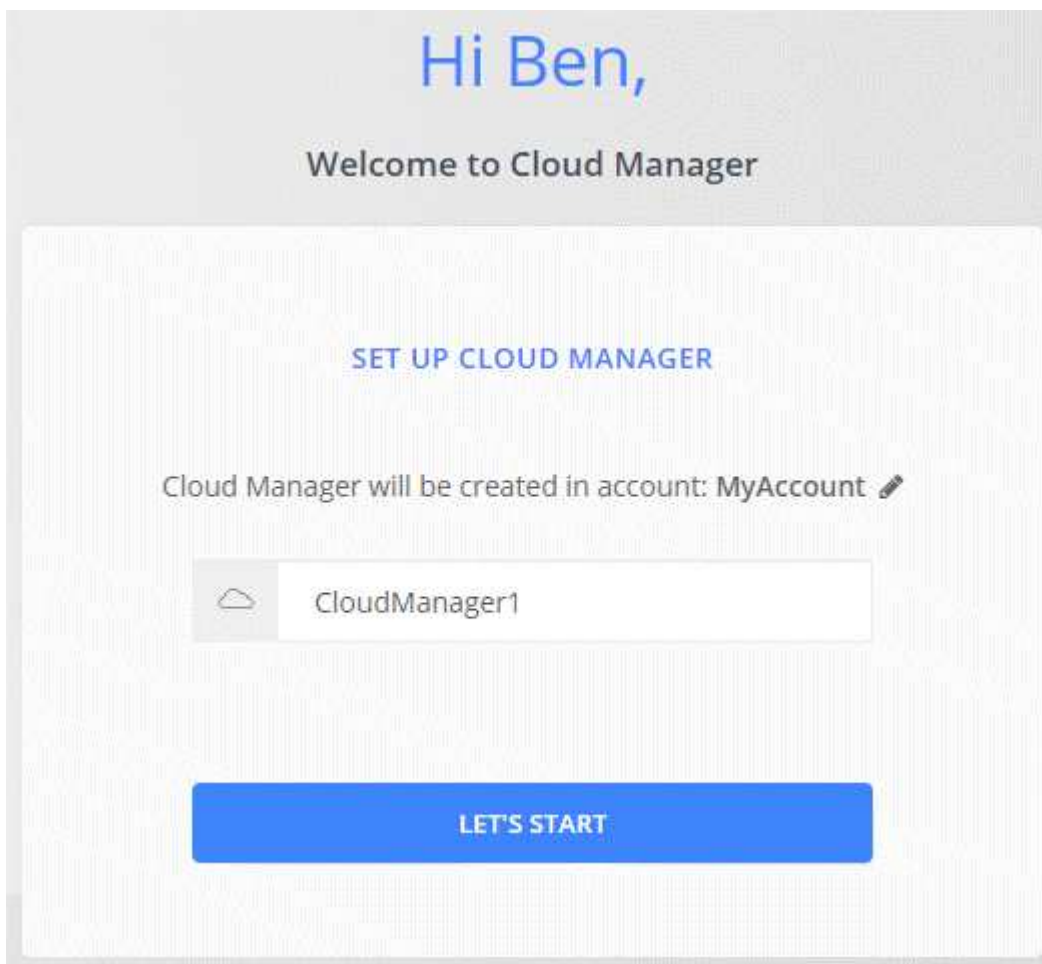 Hi Ben,
Welcome to Cloud Manager
SET UP CLOUD MANAGER
Cloud Manager will be created in account: MyAccount
CloudManager1
LET'S START